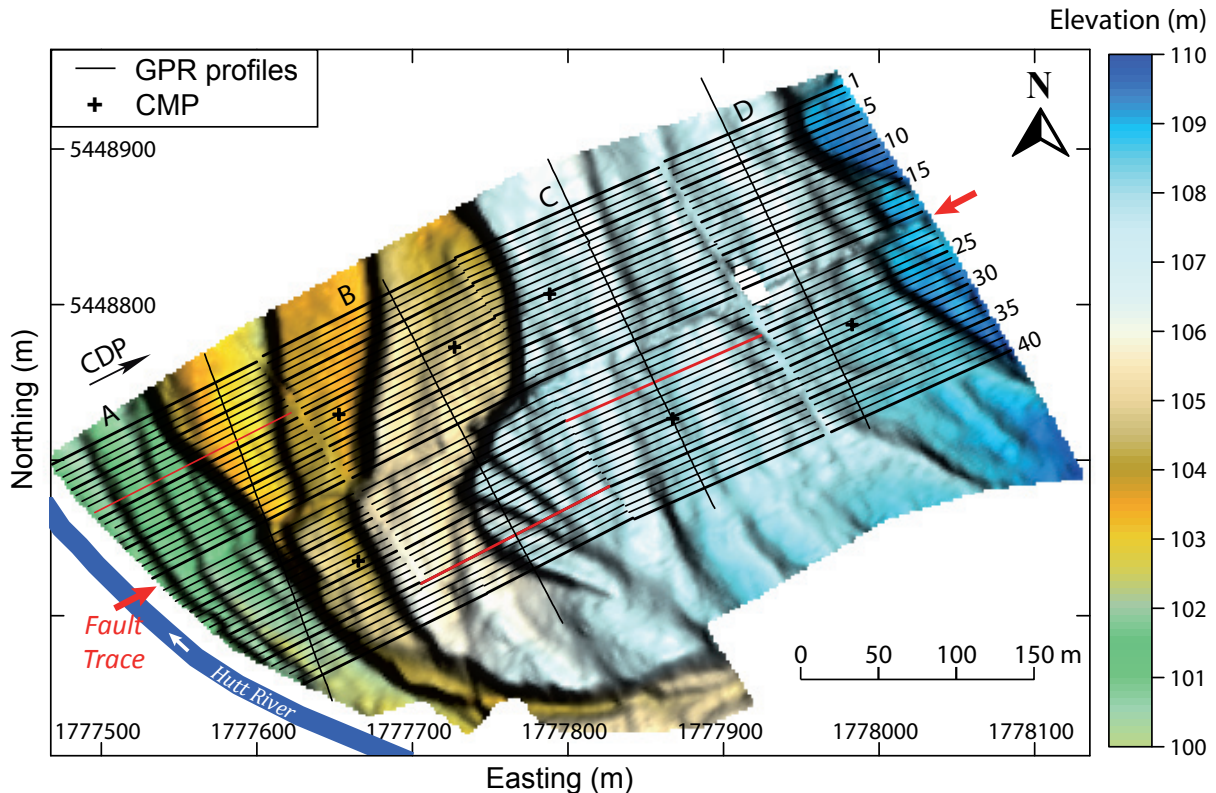 Elevation (m)
GPR profiles
CMP
N
110
109
108
107
106
105
104
103
102
101
100
5448900
5448800
Northing (m)
CDP
A
B
C
D
1
5
10
15
25
30
35
40
Fault
Trace
Hutt River
0 50 100 150 m
1777500 1777600 1777700 1777800 1777900 1778000 1778100
Easting (m)